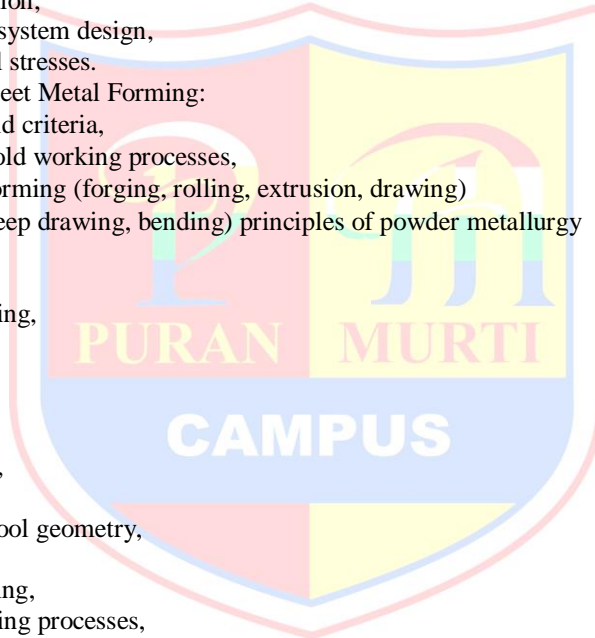 system design,
stresses.
eet Metal Forming:
d criteria,
old working processes,
orming (forging, rolling, extrusion, drawing)
eep drawing, bending) principles of powder metallurgy
ing,
PURAN MURTI
CAMPUS
ool geometry,
ing,
ing processes,